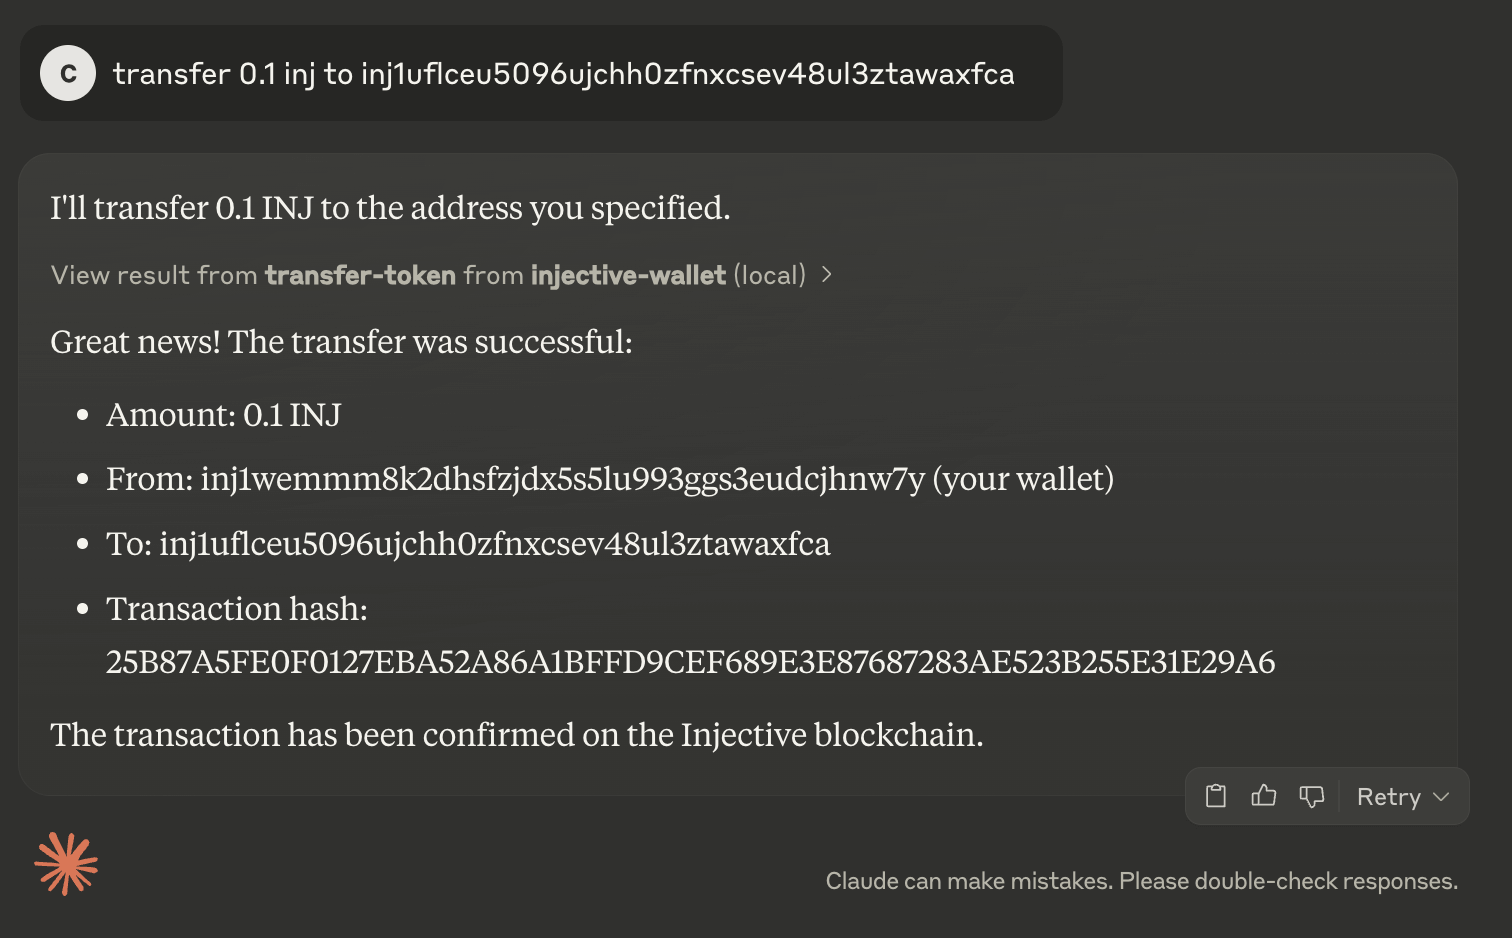 C
transfer 0.1 inj to inj1uflceu5096ujchh0zfnxcsev48ul3ztawaxfca
I'll transfer 0.1 INJ to the address you specified.
View result from transfer-token from injective-wallet (local)
Great news! The transfer was successful:
• Amount: 0.1 INJ
• From: inj1wemmm8k2dhsfzjdx5s5lu993ggs3eudcjhnw7y (your wallet)
• To: inj1uflceu5096ujchh0zfnxcsev48ul3ztawaxfca
• Transaction hash:
25B87A5FE0F0127EBA52A86A1BFFD9CEF689E3E87687283AE523B255E31E29A6
The transaction has been confirmed on the Injective blockchain.
Retry
Claude can make mistakes. Please double-check responses.